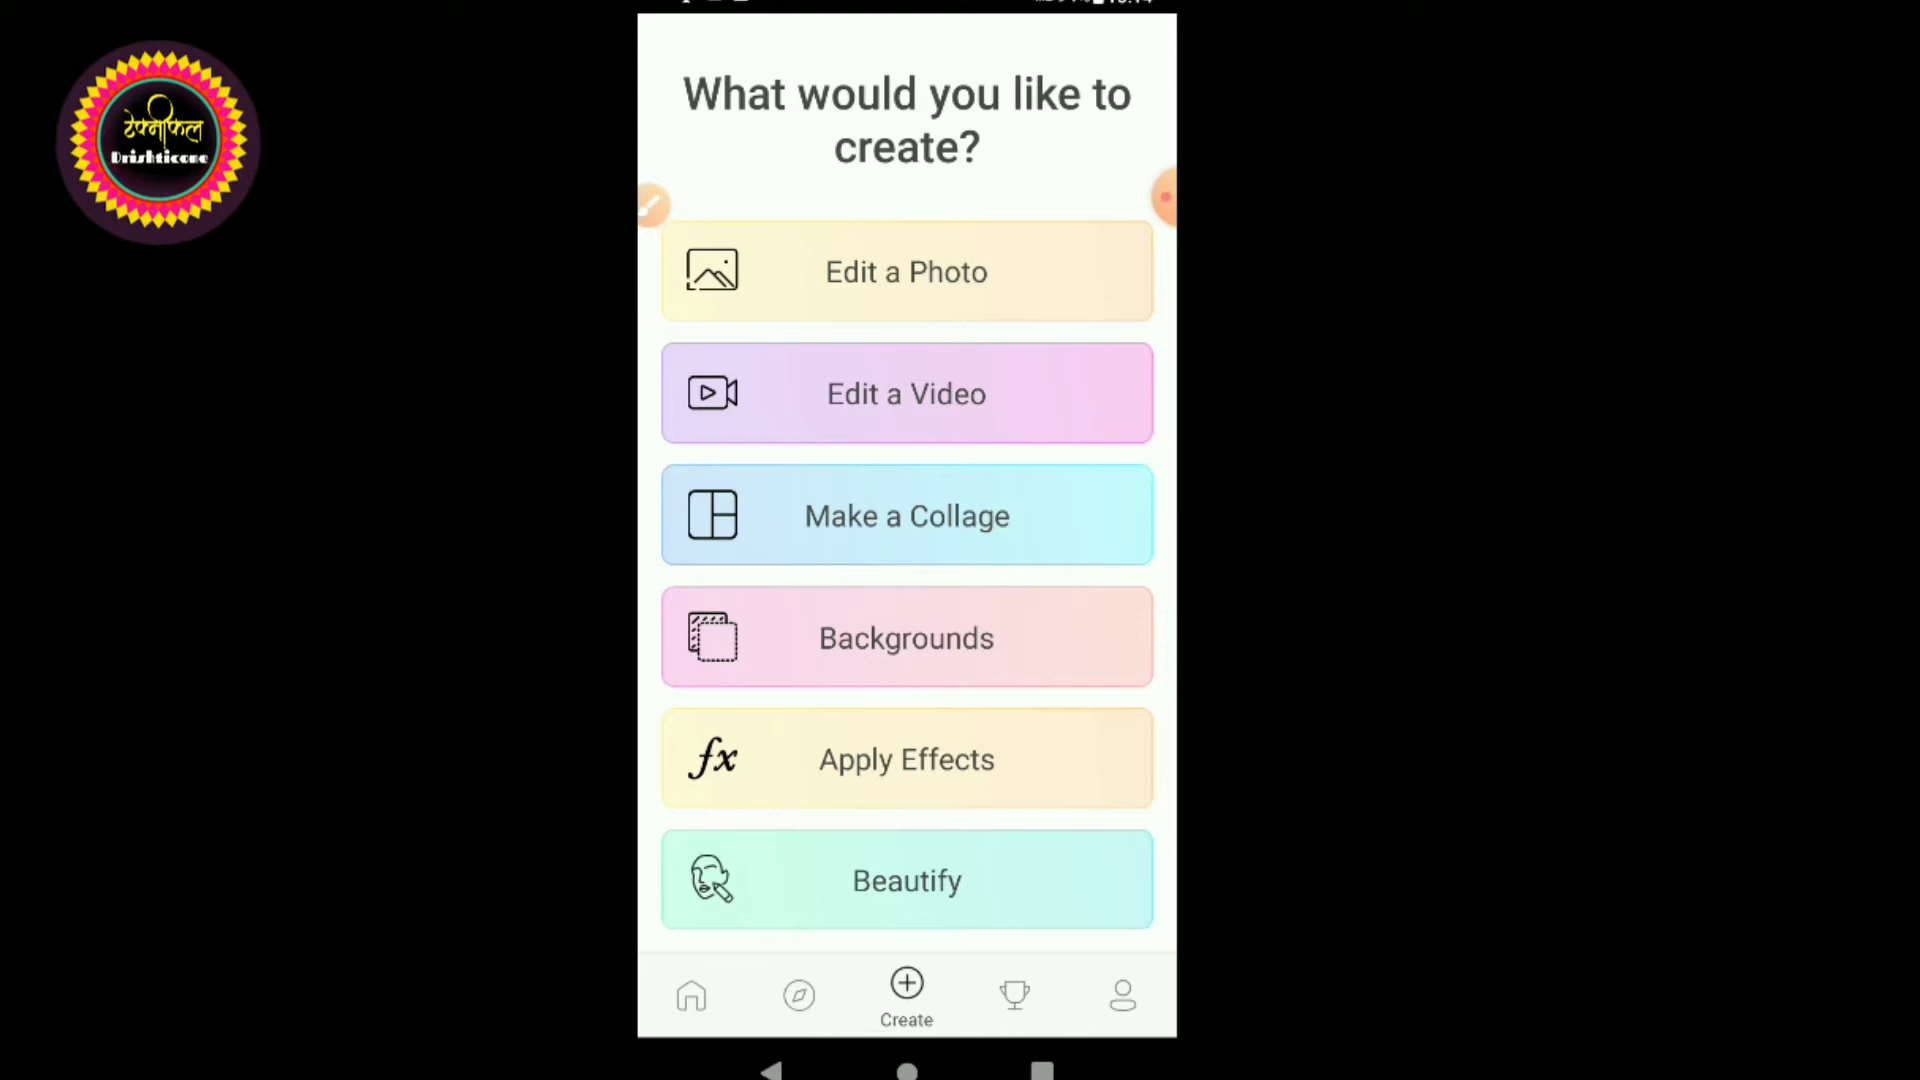 What would you like to
create?
टेक्नीकल
Drishticone
Edit a Photo
Edit a Video
Make a Collage
Backgrounds
fx
Apply Effects
Beautify
Create